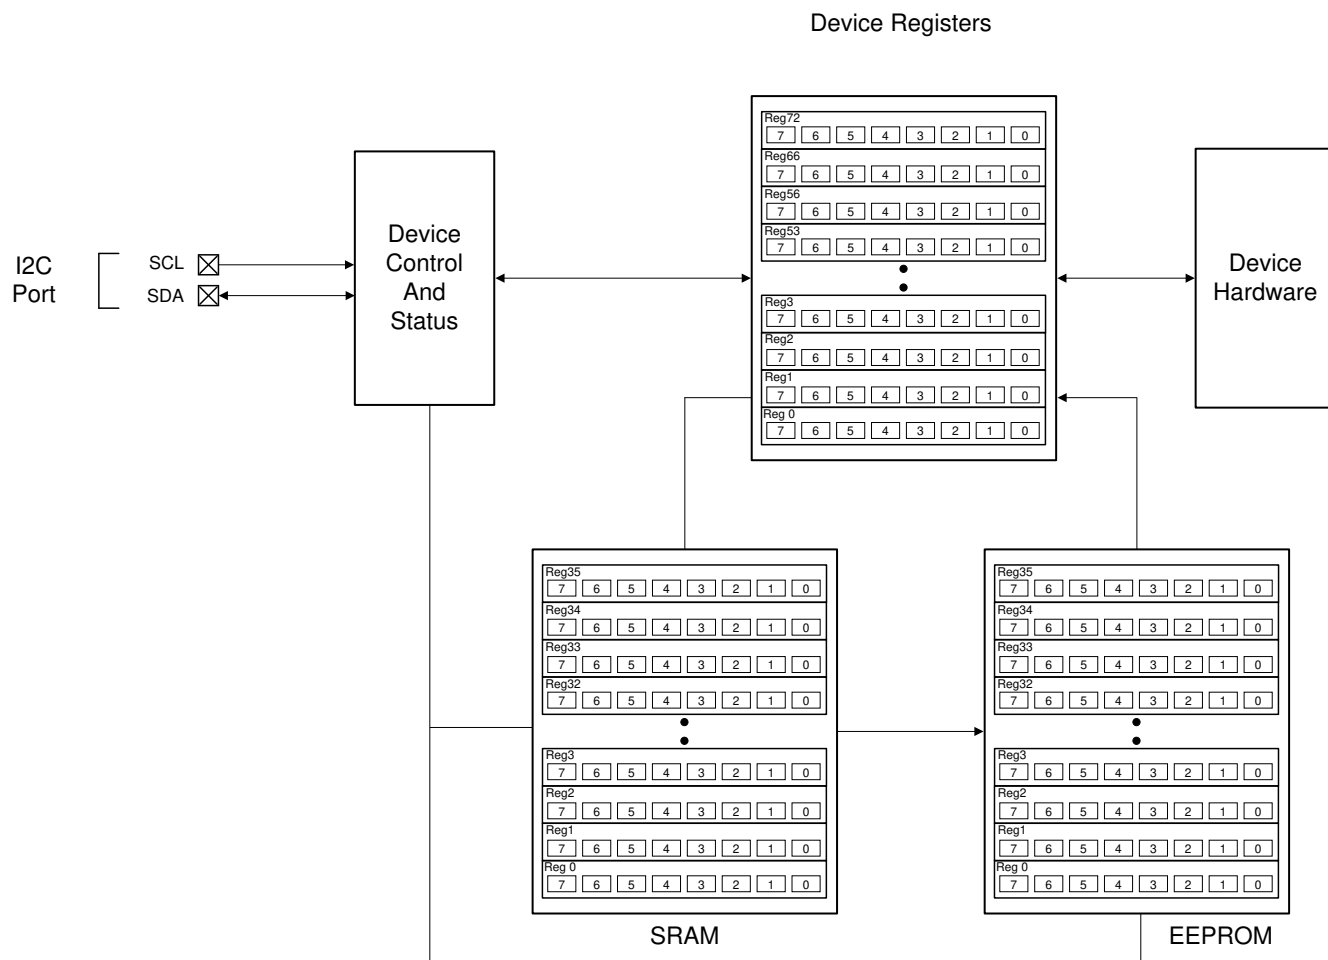 Device Registers
Reg72
7 6 5 4 3 2 1 0
Reg66
7 6 5 4 3 2 1 0
Reg56
7 6 5 4 3 2 1 0
Reg53
7 6 5 4 3 2 1 0
Reg3
7 6 5 4 3 2 1 0
Reg2
7 6 5 4 3 2 1 0
Reg1
7 6 5 4 3 2 1 0
Reg 0
7 6 5 4 3 2 1 0
I2C
Port
SCL
SDA
Device
Control
And
Status
Device
Hardware
Reg35
7 6 5 4 3 2 1 0
Reg34
7 6 5 4 3 2 1 0
Reg33
7 6 5 4 3 2 1 0
Reg32
7 6 5 4 3 2 1 0
Reg3
7 6 5 4 3 2 1 0
Reg2
7 6 5 4 3 2 1 0
Reg1
7 6 5 4 3 2 1 0
Reg 0
7 6 5 4 3 2 1 0
SRAM
Reg35
7 6 5 4 3 2 1 0
Reg34
7 6 5 4 3 2 1 0
Reg33
7 6 5 4 3 2 1 0
Reg32
7 6 5 4 3 2 1 0
Reg3
7 6 5 4 3 2 1 0
Reg2
7 6 5 4 3 2 1 0
Reg1
7 6 5 4 3 2 1 0
Reg 0
7 6 5 4 3 2 1 0
EEPROM